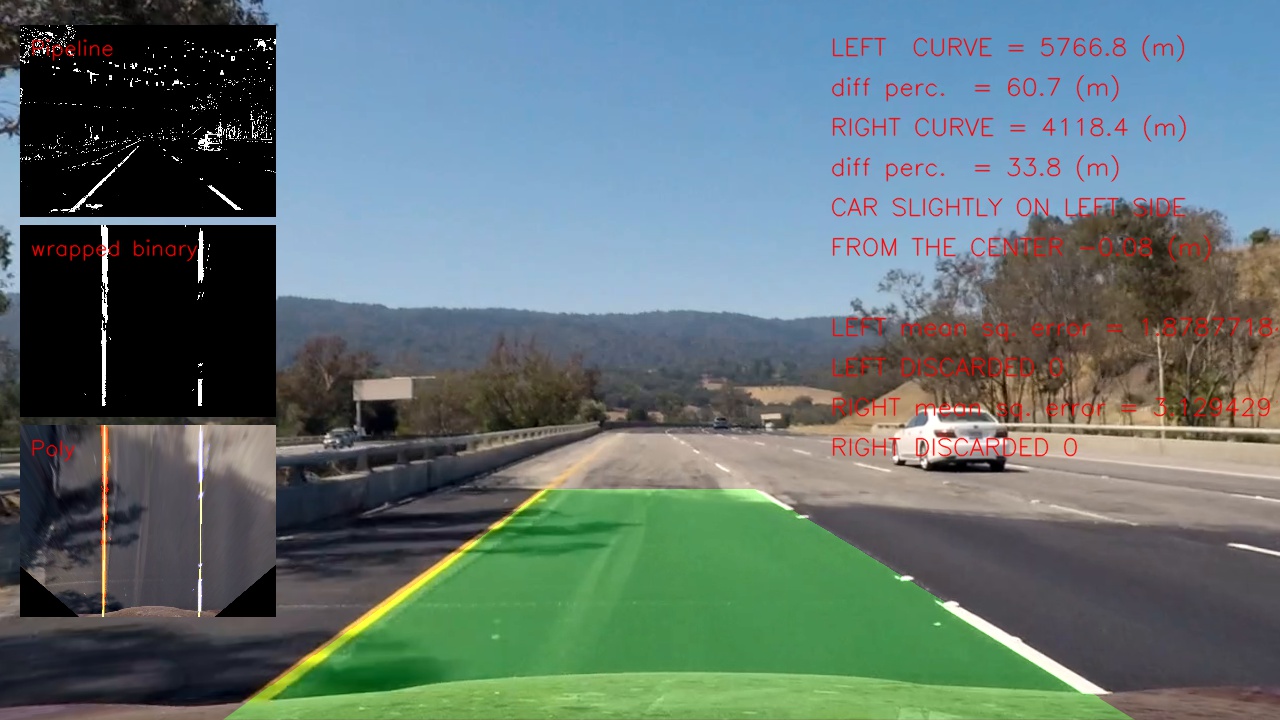 Pipeline
wrapped binary
Poly
LEFT  CURVE = 5766.8 (m)
diff perc.  = 60.7 (m)
RIGHT CURVE = 4118.4 (m)
diff perc.  = 33.8 (m)
CAR SLIGHTLY ON LEFT SIDE
FROM THE CENTER -0.08 (m)
LEFT mean sq. error = 1.8787718
LEFT DISCARDED 0
RIGHT mean sq. error = 3.129429
RIGHT DISCARDED 0